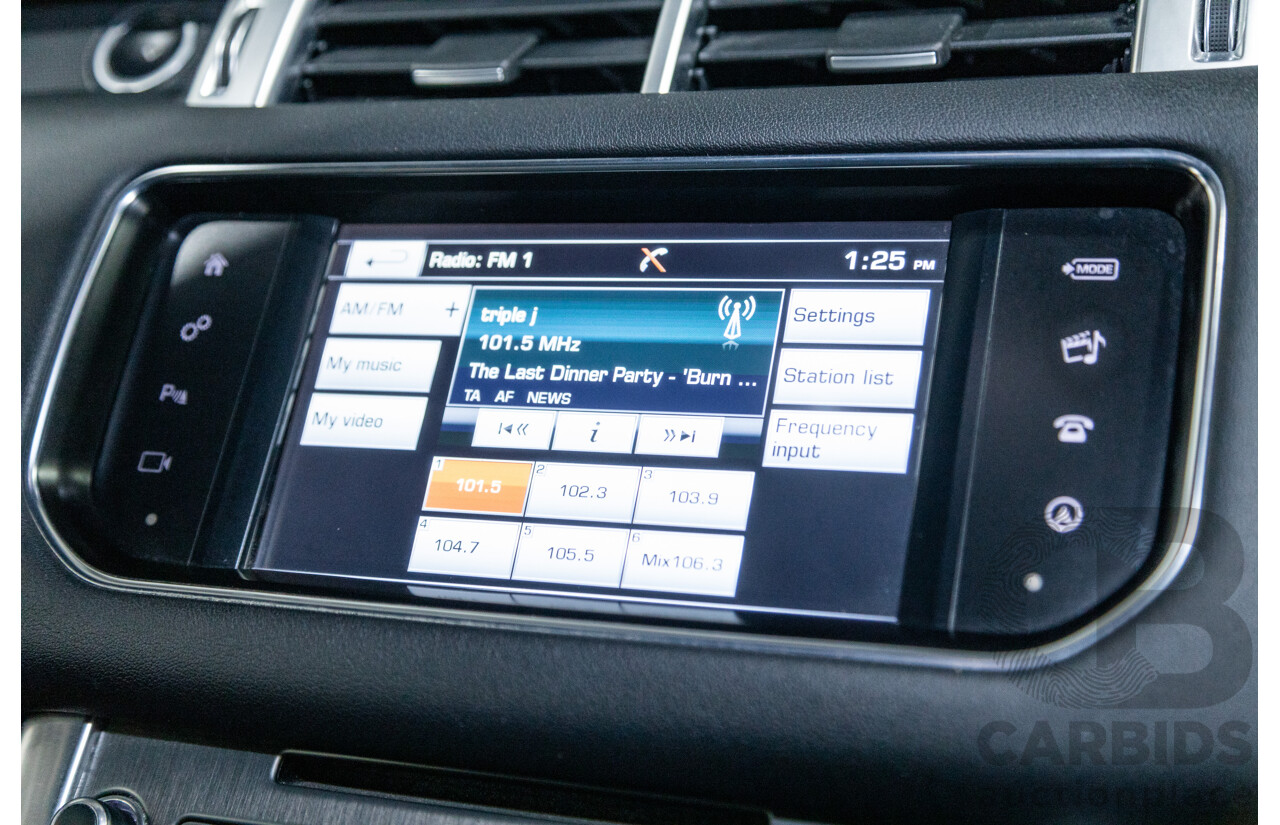 Radio: FM 1
1:25 PM
AM/FM +
triple j
101.5 MHz
The Last Dinner Party - 'Burn ...
TA AF NEWS
Settings
My music
Station list
My video
Frequency
input
i
1 101.5
2 102.3
3 103.9
4 104.7
5 105.5
6 Mix106.3
P
MODE
CB
CARBIDS